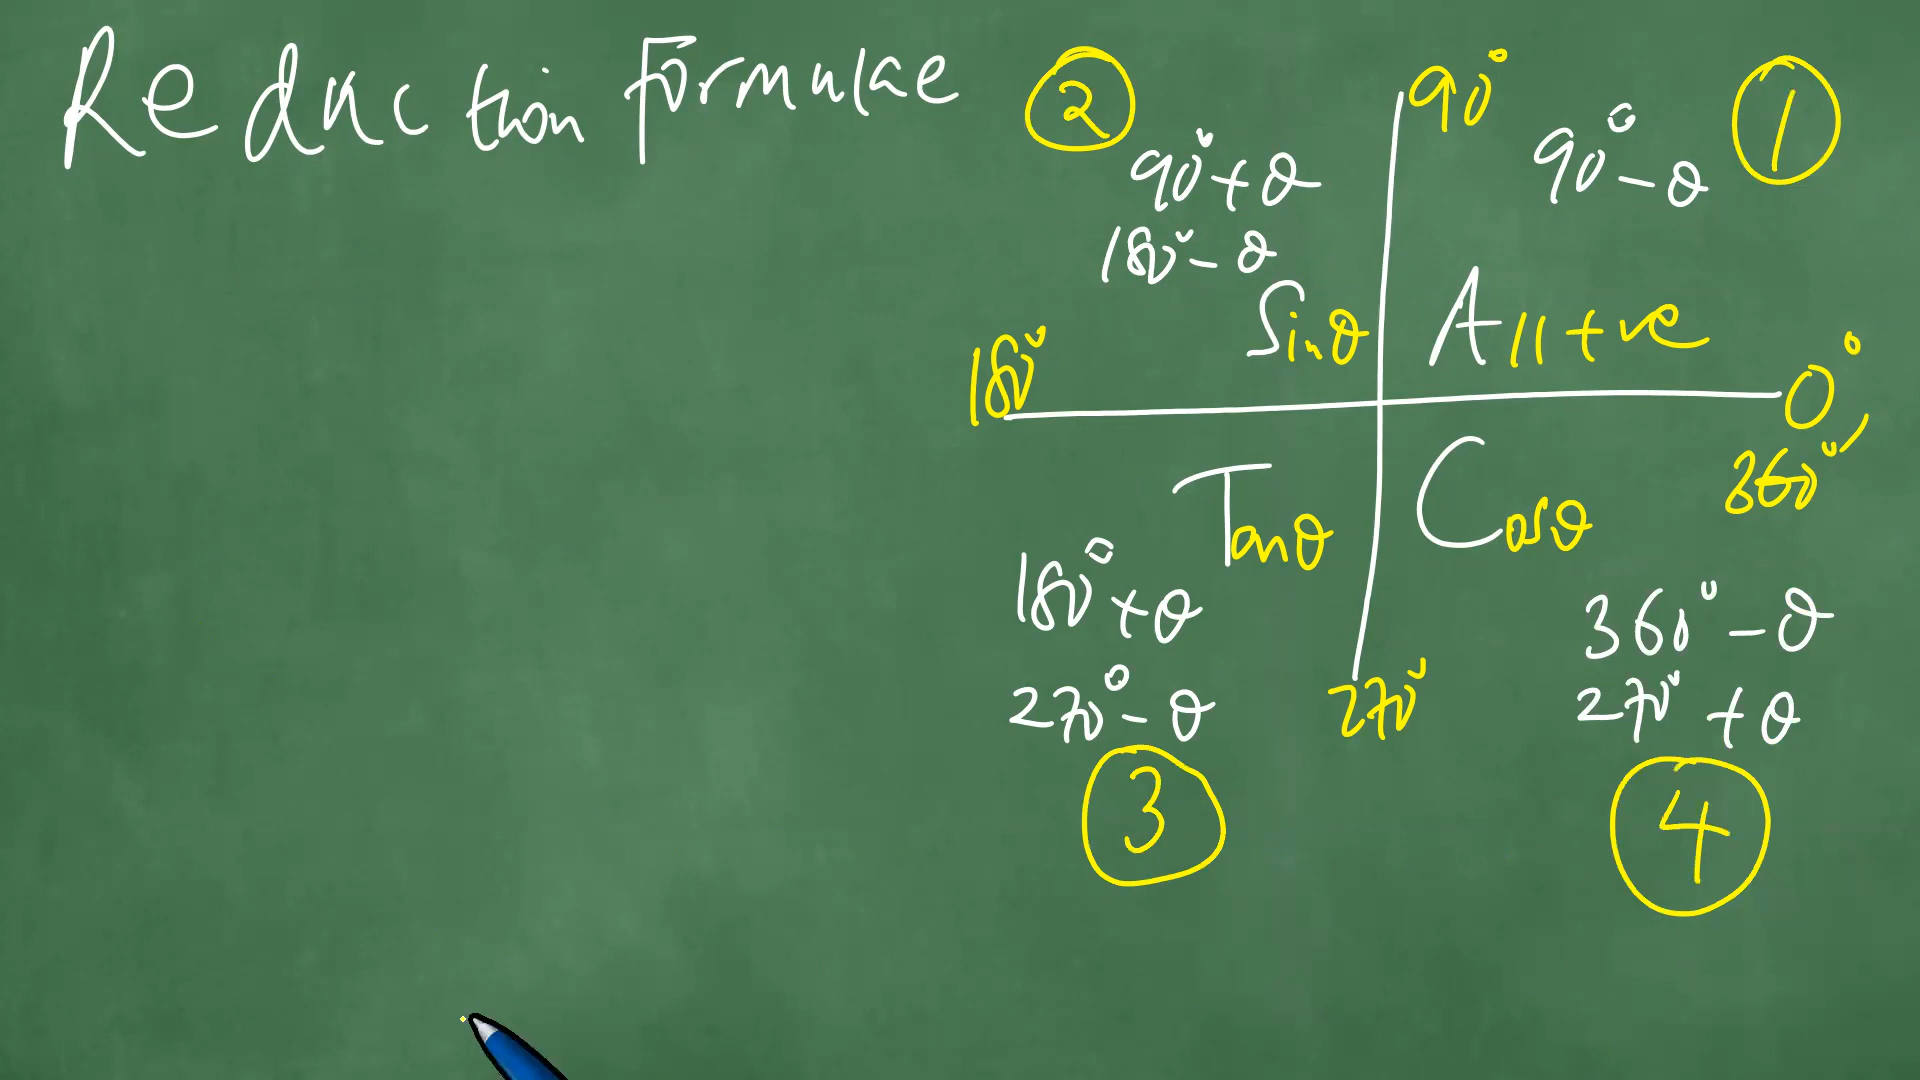 Reduction Formulae
2
90°
1
90°+θ
90°-θ
180°-θ
Sinθ
All+ve
180°
0°,
360°
Tanθ
Cosθ
180°+θ
360°-θ
270°-θ
270°
270°+θ
3
4